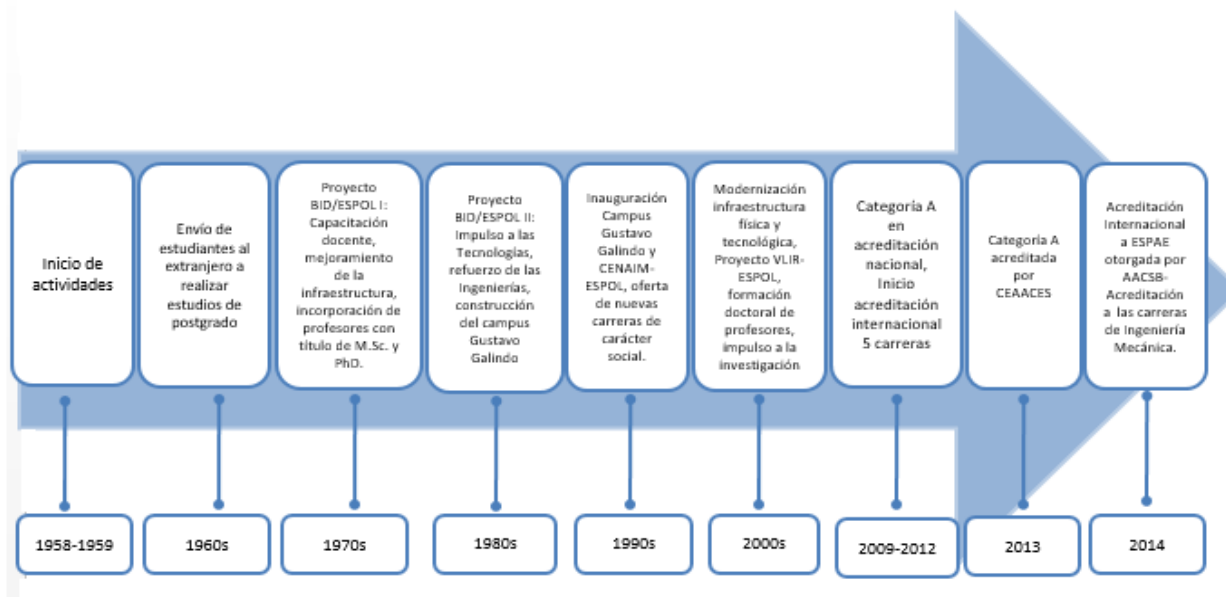 Inicio de
actividades
Envío de
estudiantes al
extranjero a
realizar
estudios de
postgrado
Proyecto
BID/ESPOL I:
Capacitación
docente,
mejoramiento
de la
infraestructura,
incorporación de
profesores con
título de M.Sc. y
PhD.
Proyecto
BID/ESPOL II:
Impulso a las
Tecnologías,
refuerzo de las
Ingenierías,
construcción
del campus
Gustavo
Galindo
Inauguración
Campus
Gustavo
Galindo y
CENAIM-
ESPOL, oferta
de nuevas
carreras de
carácter
social.
Modernización
infraestructura
física y
tecnológica,
Proyecto VLIR-
ESPOL,
formación
doctoral de
profesores,
impulso a la
investigación
Categoría A
en
acreditación
nacional,
Inicio
acreditación
internacional
5 carreras
Categoría A
acreditada
por
CEAACES
Acreditación
Internacional
a ESPAE
otorgada por
AACSB-
Acreditación
a las carreras
de Ingeniería
Mecánica.
1958-1959
1960s
1970s
1980s
1990s
2000s
2009-2012
2013
2014